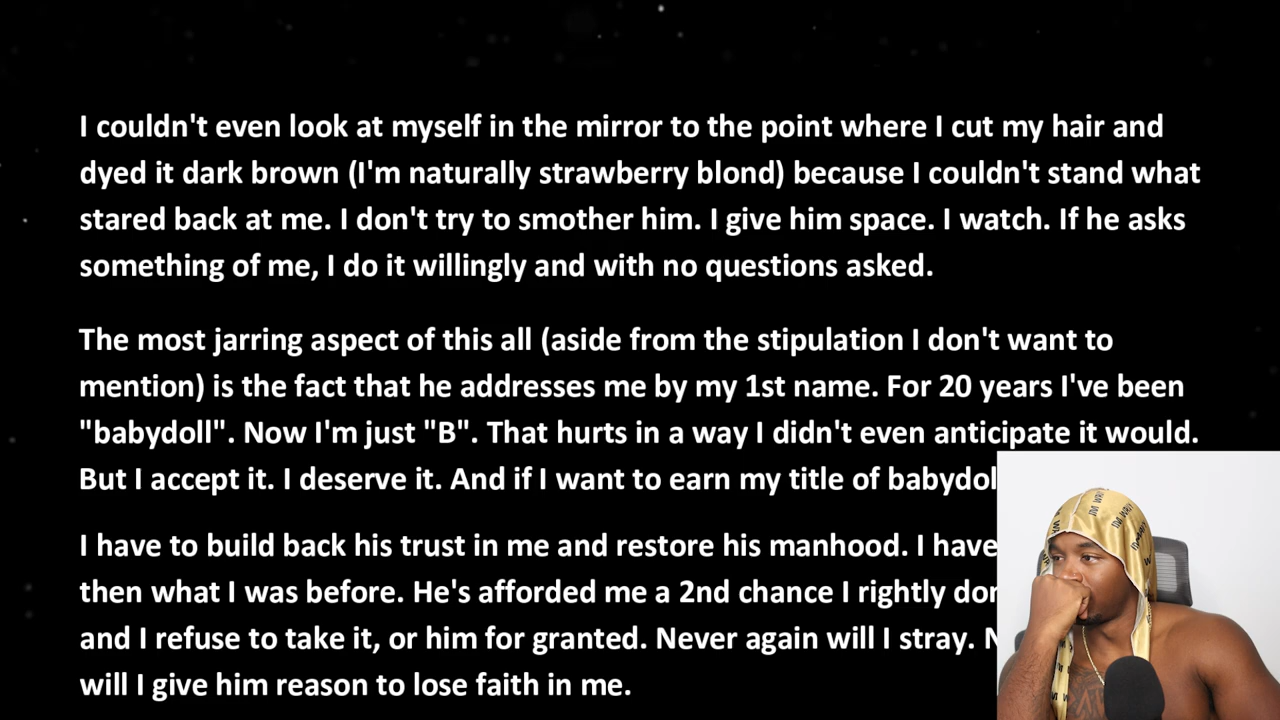 I couldn't even look at myself in the mirror to the point where I cut my hair and
dyed it dark brown (I'm naturally strawberry blond) because I couldn't stand what
stared back at me. I don't try to smother him. I give him space. I watch. If he asks
something of me, I do it willingly and with no questions asked.
The most jarring aspect of this all (aside from the stipulation I don't want to
mention) is the fact that he addresses me by my 1st name. For 20 years I've been
"babydoll". Now I'm just "B". That hurts in a way I didn't even anticipate it would.
But I accept it. I deserve it. And if I want to earn my title of
I have to build back his trust in me and restore his manhood. I have
then what I was before. He's afforded me a 2nd chance I rightly
and I refuse to take it, or him for granted. Never again will I stray.
will I give him reason to lose faith in me.